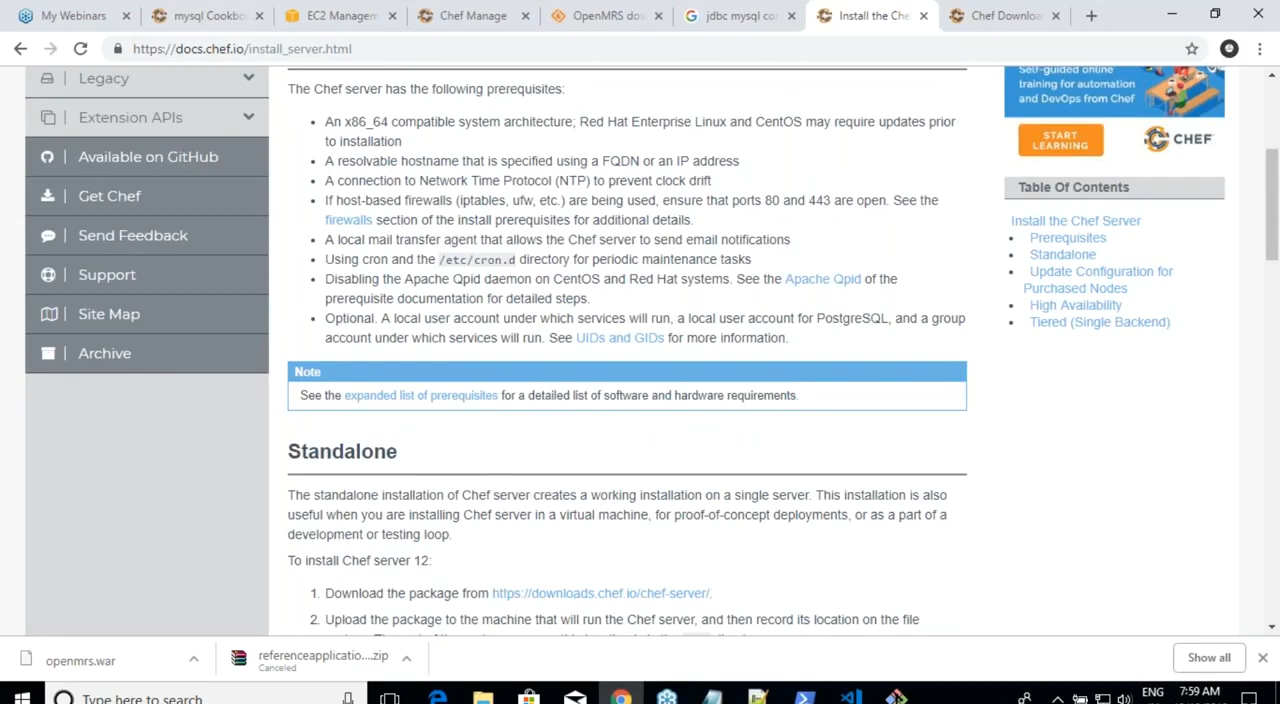 My Webinars
mysql Cookbo
EC2 Managem
Chef Manage
OpenMRS dow
jdbc mysql co
Install the Che
Chef Downloa
https://docs.chef.io/install_server.html
Legacy
Extension APIs
Available on GitHub
Get Chef
Send Feedback
Support
Site Map
Archive
The Chef server has the following prerequisites:
An x86_64 compatible system architecture; Red Hat Enterprise Linux and CentOS may require updates prior
to installation
A resolvable hostname that is specified using a FQDN or an IP address
A connection to Network Time Protocol (NTP) to prevent clock drift
If host-based firewalls (iptables, ufw, etc.) are being used, ensure that ports 80 and 443 are open. See the
firewalls section of the install prerequisites for additional details.
A local mail transfer agent that allows the Chef server to send email notifications
Using cron and the /etc/cron.d directory for periodic maintenance tasks
Disabling the Apache Qpid daemon on CentOS and Red Hat systems. See the Apache Qpid of the
prerequisite documentation for detailed steps.
Optional. A local user account under which services will run, a local user account for PostgreSQL, and a group
account under which services will run. See UIDs and GIDs for more information.
Note
See the expanded list of prerequisites for a detailed list of software and hardware requirements.
Standalone
The standalone installation of Chef server creates a working installation on a single server. This installation is also
useful when you are installing Chef server in a virtual machine, for proof-of-concept deployments, or as a part of a
development or testing loop.
To install Chef server 12:
1. Download the package from https://downloads.chef.io/chef-server/.
2. Upload the package to the machine that will run the Chef server, and then record its location on the file
Self-guided online
training for automation
and DevOps from Chef
START
LEARNING
CHEF
Table Of Contents
Install the Chef Server
Prerequisites
Standalone
Update Configuration for
Purchased Nodes
High Availability
Tiered (Single Backend)
openmrs.war
referenceapplicatio....zip
Canceled
Show all
Type here to search
ENG
7:59 AM